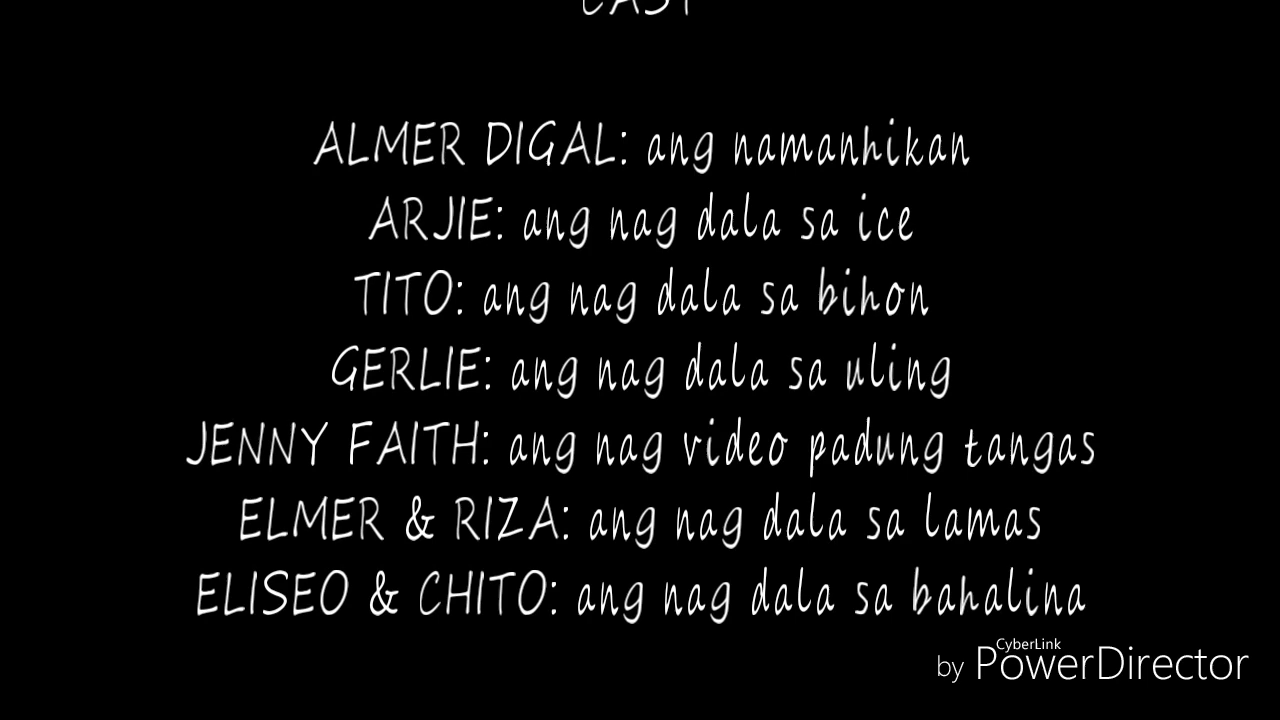 CAST
ALMER DIGAL: ang namanhikan
ARJIE: ang nag dala sa ice
TITO: ang nag dala sa bihon
GERLIE: ang nag dala sa uling
JENNY FAITH: ang nag video padung tangas
ELMER & RIZA: ang nag dala sa lamas
ELISEO & CHITO: ang nag dala sa bahalina
CyberLink
by PowerDirector